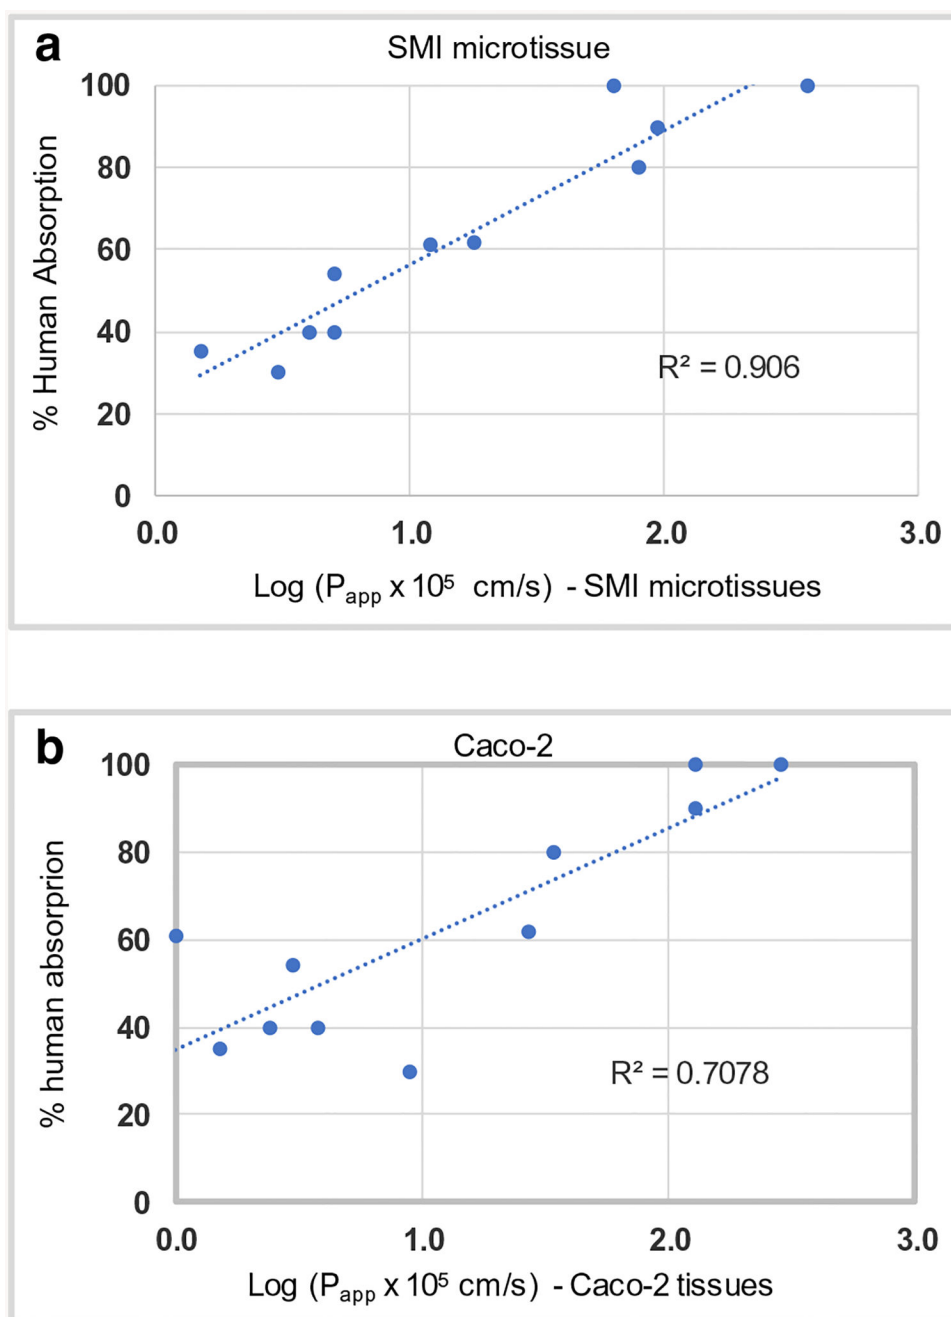 a
SMI microtissue
% Human Absorption
100
80
60
40
20
0
R² = 0.906
0.0 1.0 2.0 3.0
Log (Papp x 10⁵ cm/s) - SMI microtissues
b
Caco-2
% human absorprion
100
80
60
40
20
0
R² = 0.7078
0.0 1.0 2.0 3.0
Log (Papp x 10⁵ cm/s) - Caco-2 tissues